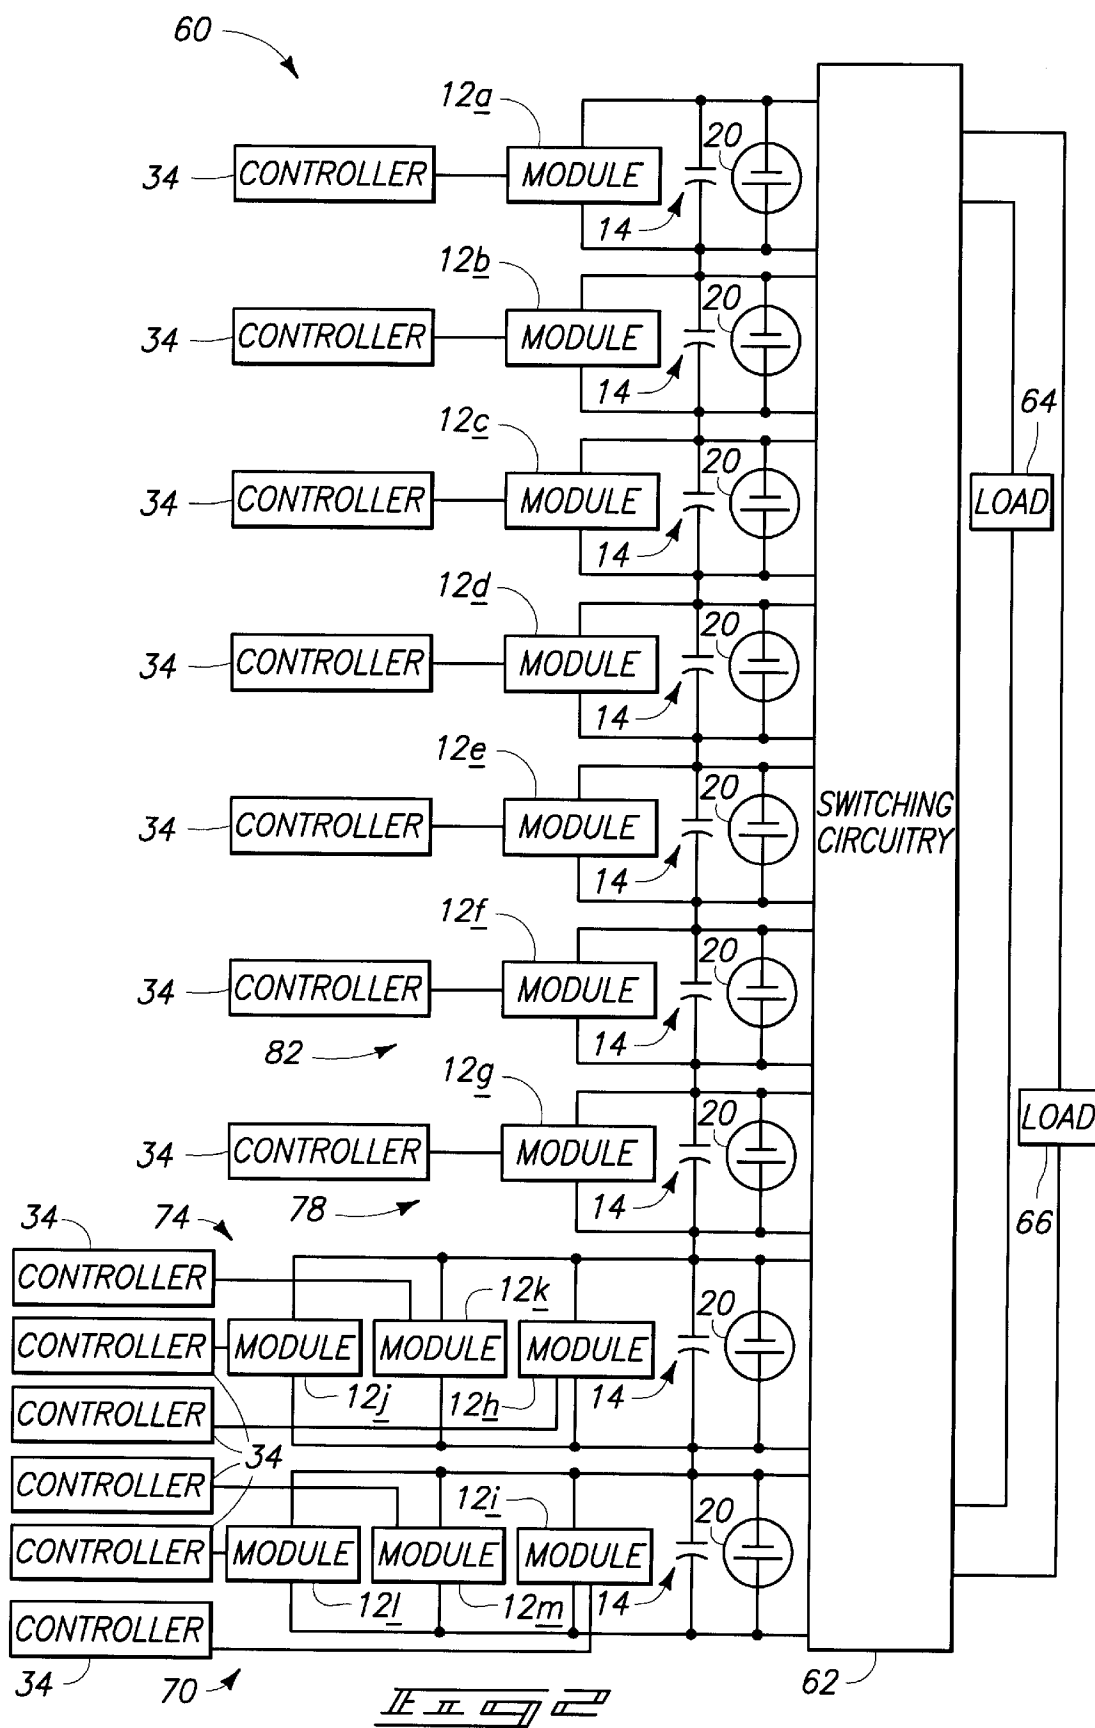 60
12a
20
34 CONTROLLER MODULE
14
12b
20
34 CONTROLLER MODULE
14
12c
20
64
34 CONTROLLER MODULE
LOAD
14
12d
20
34 CONTROLLER MODULE
14
12e
20
SWITCHING
CIRCUITRY
34 CONTROLLER MODULE
14
12f
20
34 CONTROLLER MODULE
14
82
12g
20
LOAD
34 CONTROLLER MODULE
14
78
66
34
74
CONTROLLER
12k
20
CONTROLLER MODULE MODULE MODULE
14
12j
12h
CONTROLLER
34
CONTROLLER
12i
20
CONTROLLER MODULE MODULE MODULE
14
12l
12m
CONTROLLER
34
70
62
FIG 2